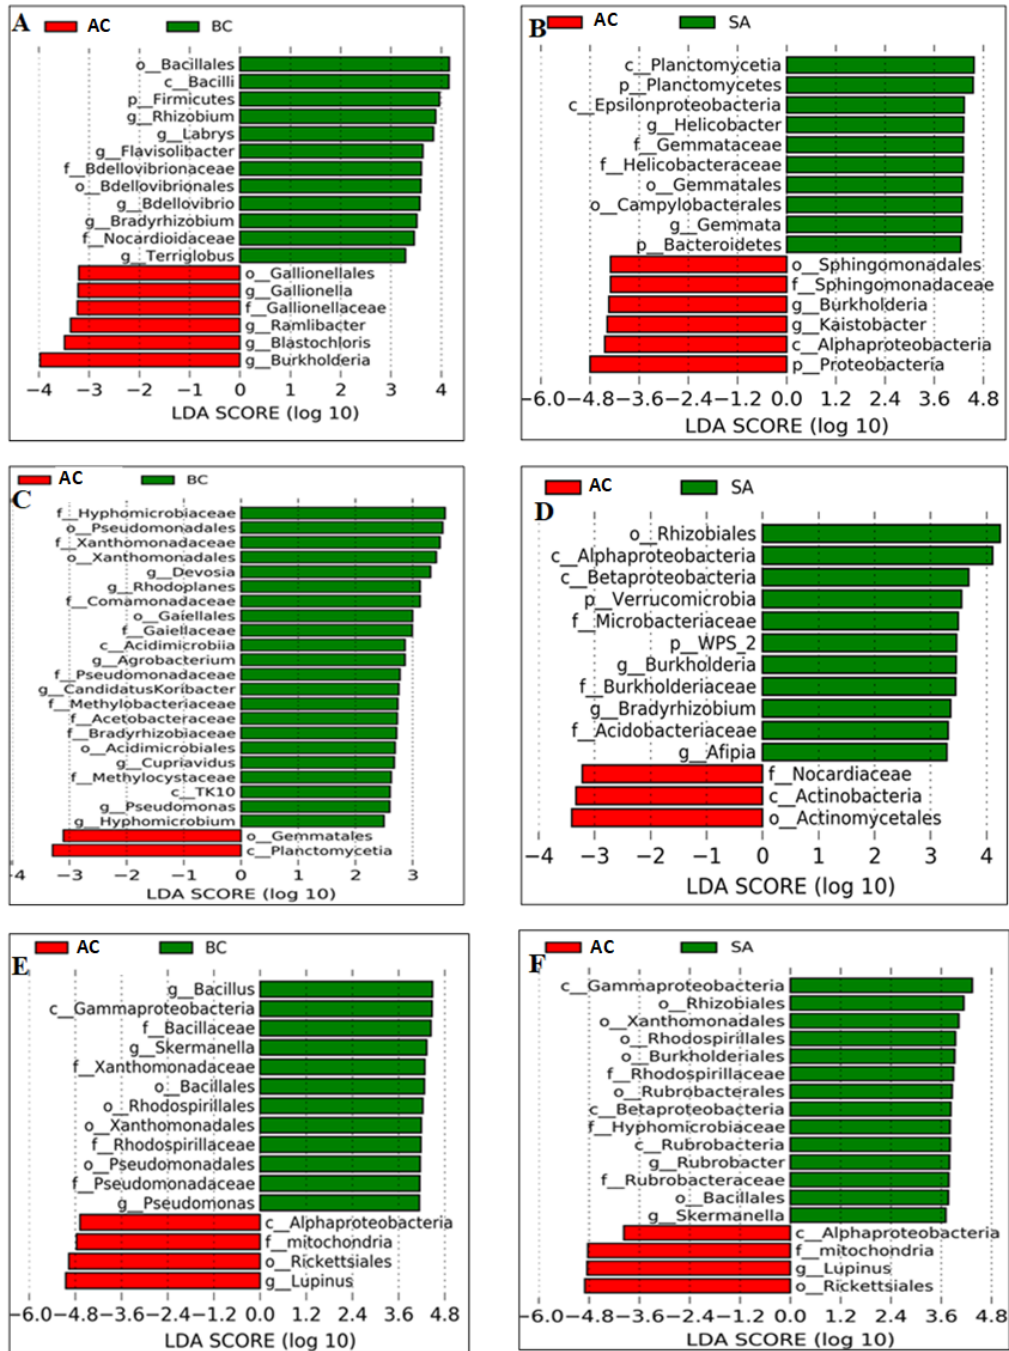 A
AC BC
o__Bacillales
c__Bacilli
p__Firmicutes
g__Rhizobium
g__Labrys
g__Flavisolibacter
f__Bdellovibrionaceae
o__Bdellovibrionales
g__Bdellovibrio
g__Bradyrhizobium
f__Nocardioidaceae
g__Terriglobus
o__Gallionellales
g__Gallionella
f__Gallionellaceae
g__Ramlibacter
g__Blastochloris
g__Burkholderia
−4 −3 −2 −1 0 1 2 3 4
LDA SCORE (log 10)
B
AC SA
c__Planctomycetia
p__Planctomycetes
c__Epsilonproteobacteria
g__Helicobacter
f__Gemmataceae
f__Helicobacteraceae
o__Gemmatales
o__Campylobacterales
g__Gemmata
p__Bacteroidetes
o__Sphingomonadales
f__Sphingomonadaceae
g__Burkholderia
g__Kaistobacter
c__Alphaproteobacteria
p__Proteobacteria
−6.0 −4.8 −3.6 −2.4 −1.2 0.0 1.2 2.4 3.6 4.8
LDA SCORE (log 10)
C
AC BC
f__Hyphomicrobiaceae
o__Pseudomonadales
f__Xanthomonadaceae
o__Xanthomonadales
g__Devosia
g__Rhodoplanes
f__Comamonadaceae
o__Gaiellales
f__Gaiellaceae
c__Acidimicrobiia
g__Agrobacterium
f__Pseudomonadaceae
g__CandidatusKoribacter
f__Methylobacteriaceae
f__Acetobacteraceae
f__Bradyrhizobiaceae
o__Acidimicrobiales
g__Cupriavidus
f__Methylocystaceae
c__TK10
g__Pseudomonas
g__Hyphomicrobium
o__Gemmatales
c__Planctomycetia
−4 −3 −2 −1 0 1 2 3
LDA SCORE (log 10)
D
AC SA
o__Rhizobiales
c__Alphaproteobacteria
c__Betaproteobacteria
p__Verrucomicrobia
f__Microbacteriaceae
p__WPS_2
g__Burkholderia
f__Burkholderiaceae
g__Bradyrhizobium
f__Acidobacteriaceae
g__Afipia
f__Nocardiaceae
c__Actinobacteria
o__Actinomycetales
−4 −3 −2 −1 0 1 2 3 4
LDA SCORE (log 10)
E
AC BC
g__Bacillus
c__Gammaproteobacteria
f__Bacillaceae
g__Skermanella
f__Xanthomonadaceae
o__Bacillales
o__Rhodospirillales
o__Xanthomonadales
f__Rhodospirillaceae
o__Pseudomonadales
f__Pseudomonadaceae
g__Pseudomonas
c__Alphaproteobacteria
f__mitochondria
o__Rickettsiales
g__Lupinus
−6.0 −4.8 −3.6 −2.4 −1.2 0.0 1.2 2.4 3.6 4.8
LDA SCORE (log 10)
F
AC SA
c__Gammaproteobacteria
o__Rhizobiales
o__Xanthomonadales
o__Rhodospirillales
o__Burkholderiales
f__Rhodospirillaceae
o__Rubrobacterales
c__Betaproteobacteria
f__Hyphomicrobiaceae
c__Rubrobacteria
g__Rubrobacter
f__Rubrobacteraceae
o__Bacillales
g__Skermanella
c__Alphaproteobacteria
f__mitochondria
g__Lupinus
o__Rickettsiales
−6.0 −4.8 −3.6 −2.4 −1.2 0.0 1.2 2.4 3.6 4.8
LDA SCORE (log 10)